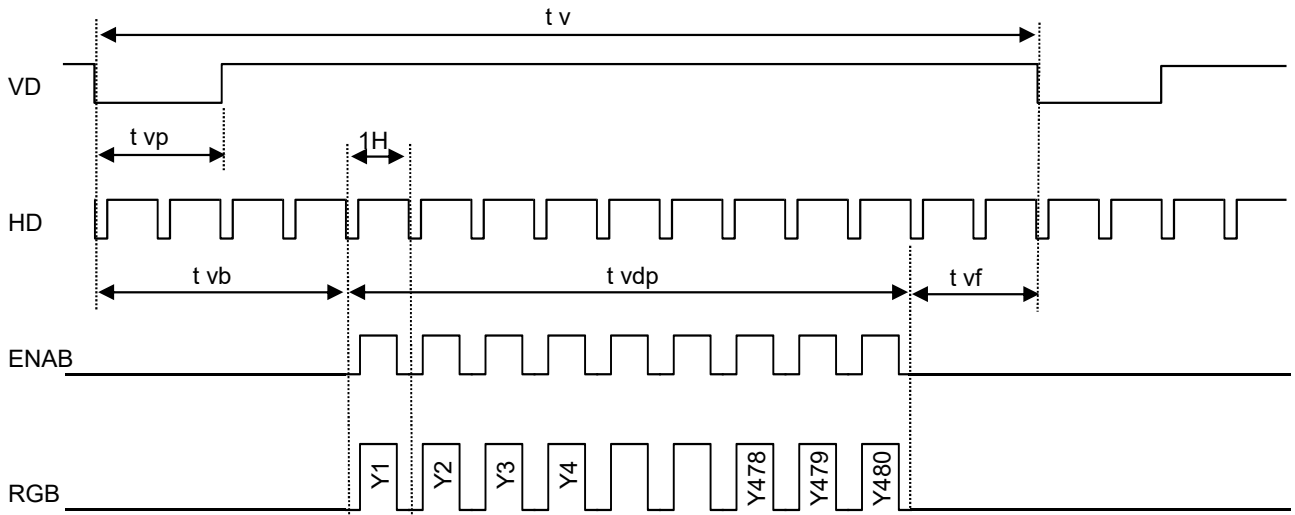 t v
VD
t vp
1H
HD
t vb
t vdp
t vf
ENAB
RGB
Y1
Y2
Y3
Y4
Y478
Y479
Y480